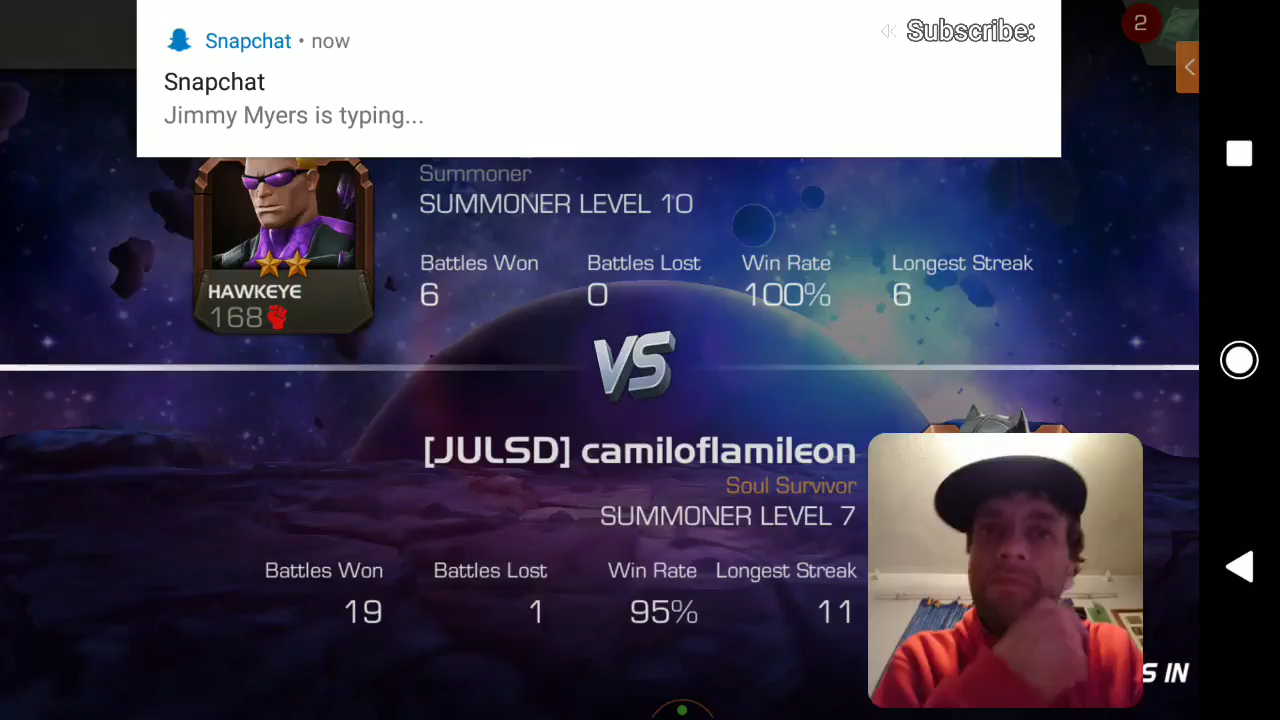 Snapchat • now
Subscribe:
2
Snapchat
Jimmy Myers is typing...
Summoner
SUMMONER LEVEL 10
Battles Won Battles Lost Win Rate Longest Streak
6 0 100% 6
HAWKEYE
168
VS
[JULSD] camiloflamileon
Soul Survivor
SUMMONER LEVEL 7
Battles Won Battles Lost Win Rate Longest Streak
19 1 95% 11
S IN